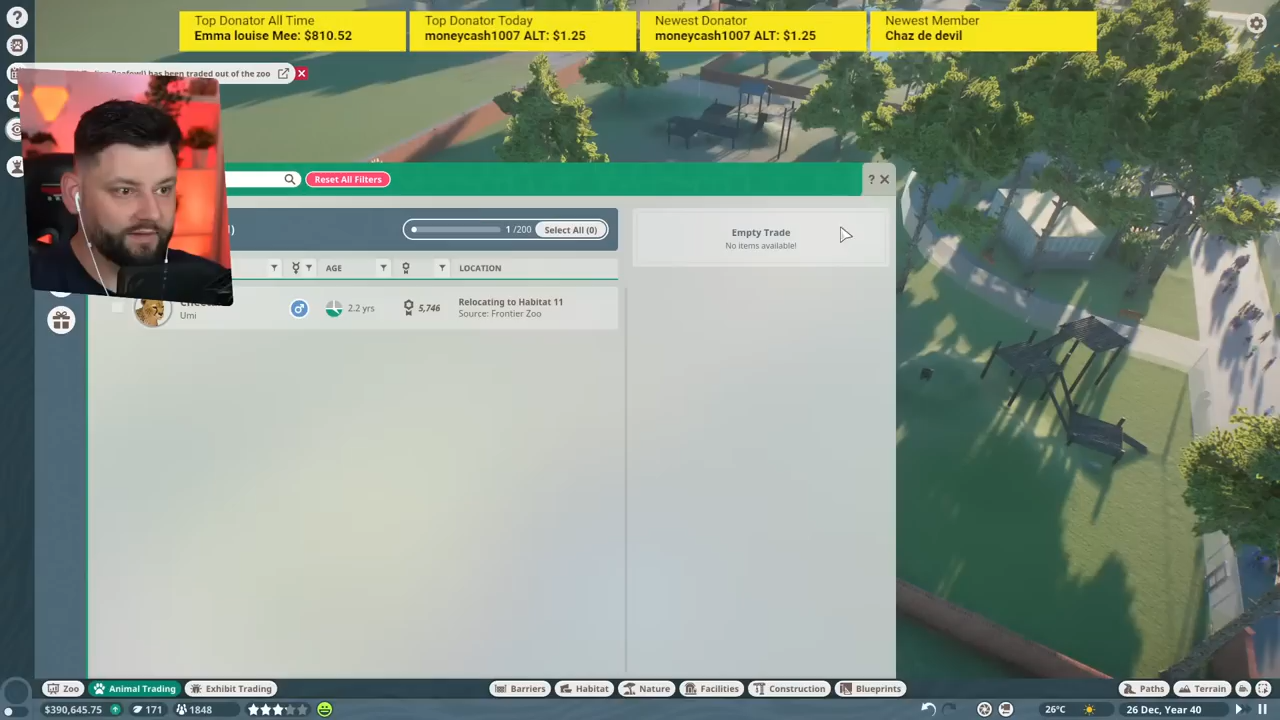 Top Donator All Time
Emma louise Mee: $810.52
Top Donator Today
moneycash1007 ALT: $1.25
Newest Donator
moneycash1007 ALT: $1.25
Newest Member
Chaz de devil
has been traded out of the zoo
Reset All Filters
?
1 /200
Select All (0)
Empty Trade
No items available!
AGE
LOCATION
Umi
2.2 yrs
5,746
Relocating to Habitat 11
Source: Frontier Zoo
Zoo
Animal Trading
Exhibit Trading
Barriers
Habitat
Nature
Facilities
Construction
Blueprints
Paths
Terrain
$390,645.75
171
1848
26°C
26 Dec, Year 40